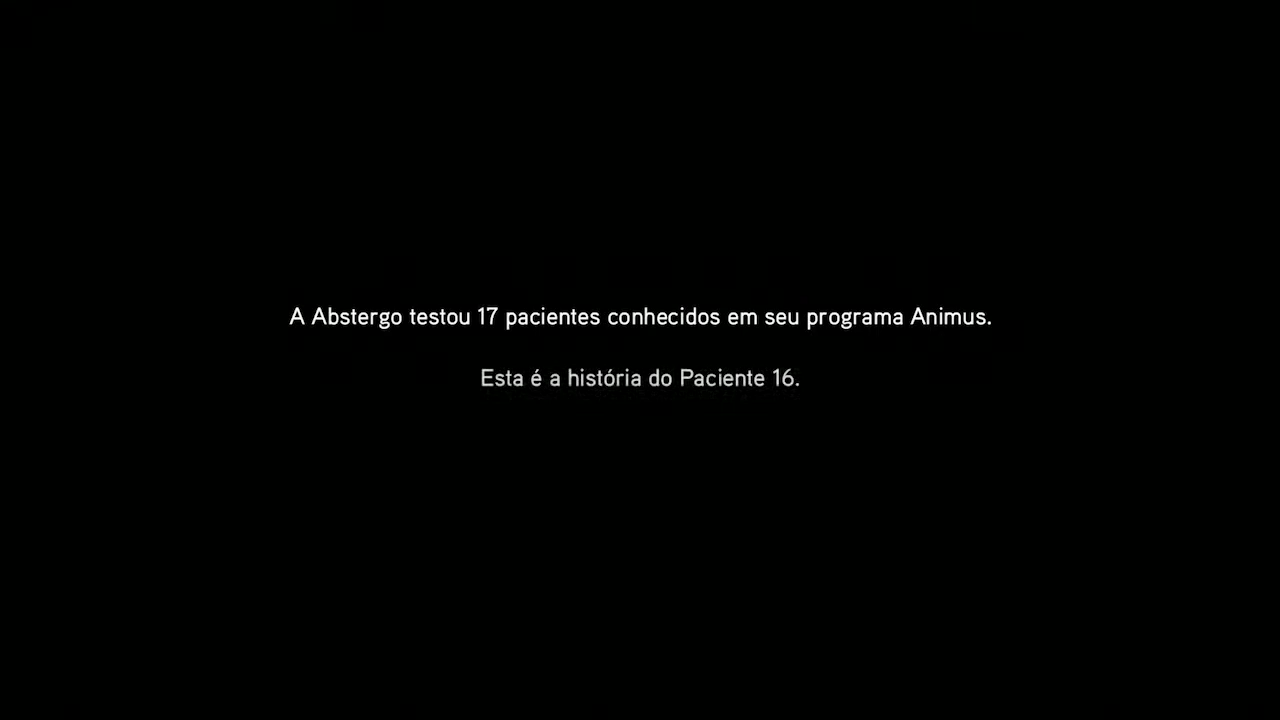 A Abstergo testou 17 pacientes conhecidos em seu programa Animus.
Esta é a história do Paciente 16.